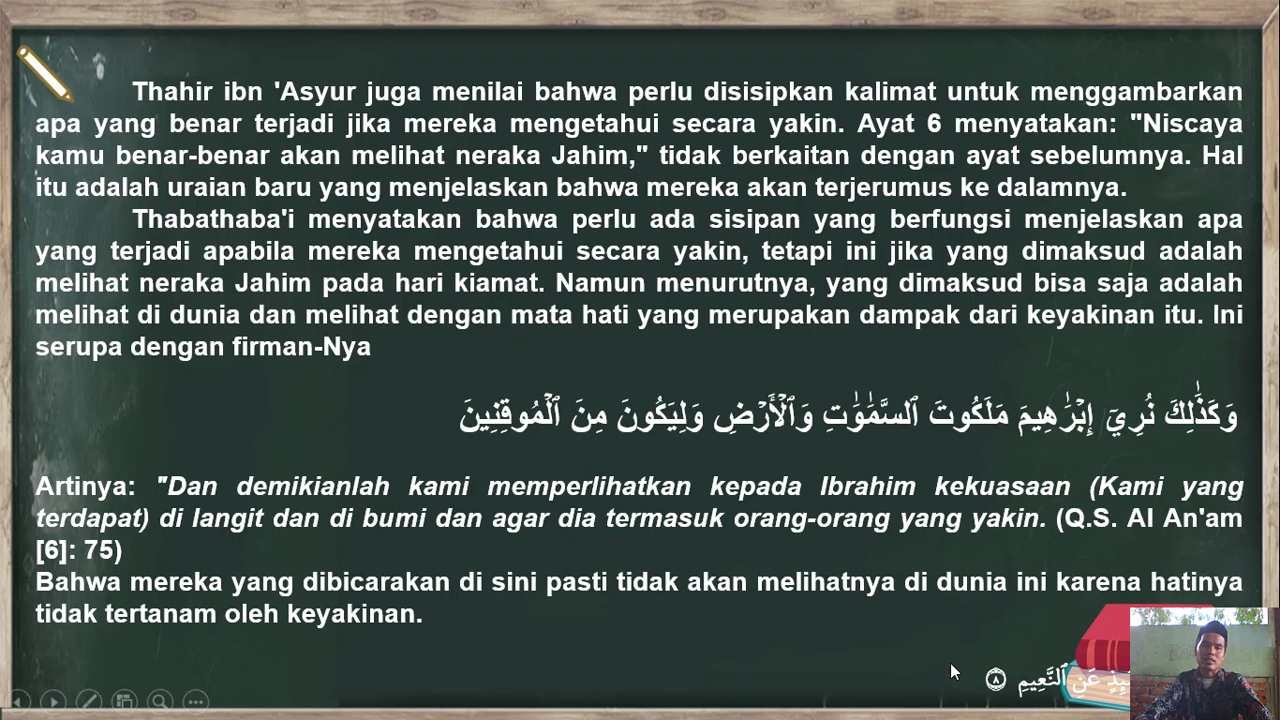 Thahir ibn 'Asyur juga menilai bahwa perlu disisipkan kalimat untuk menggambarkan
apa yang benar terjadi jika mereka mengetahui secara yakin. Ayat 6 menyatakan: "Niscaya
kamu benar-benar akan melihat neraka Jahim," tidak berkaitan dengan ayat sebelumnya. Hal
itu adalah uraian baru yang menjelaskan bahwa mereka akan terjerumus ke dalamnya.
Thabathaba'i menyatakan bahwa perlu ada sisipan yang berfungsi menjelaskan apa
yang terjadi apabila mereka mengetahui secara yakin, tetapi ini jika yang dimaksud adalah
melihat neraka Jahim pada hari kiamat. Namun menurutnya, yang dimaksud bisa saja adalah
melihat di dunia dan melihat dengan mata hati yang merupakan dampak dari keyakinan itu. Ini
serupa dengan firman-Nya
وَكَذَٰلِكَ نُرِيٓ إِبۡرَٰهِيمَ مَلَكُوتَ ٱلسَّمَٰوَٰتِ وَٱلۡأَرۡضِ وَلِيَكُونَ مِنَ ٱلۡمُوقِنِينَ
Artinya: "Dan demikianlah kami memperlihatkan kepada Ibrahim kekuasaan (Kami yang
terdapat) di langit dan di bumi dan agar dia termasuk orang-orang yang yakin. (Q.S. Al An'am
[6]: 75)
Bahwa mereka yang dibicarakan di sini pasti tidak akan melihatnya di dunia ini karena hatinya
tidak tertanam oleh keyakinan.
عَنِ ٱلنَّعِيمِ ٨